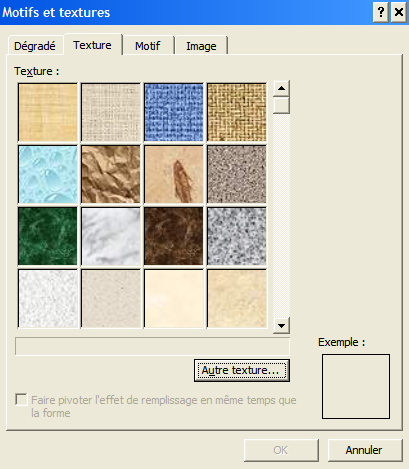 Motifs et textures
Dégradé Texture Motif Image
Texture :
Exemple :
Autre texture...
Faire pivoter l'effet de remplissage en même temps que
la forme
OK Annuler